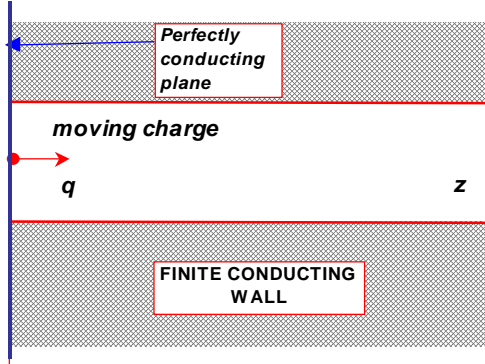 Perfectly
conducting
plane
moving charge
q
z
FINITE CONDUCTING
WALL